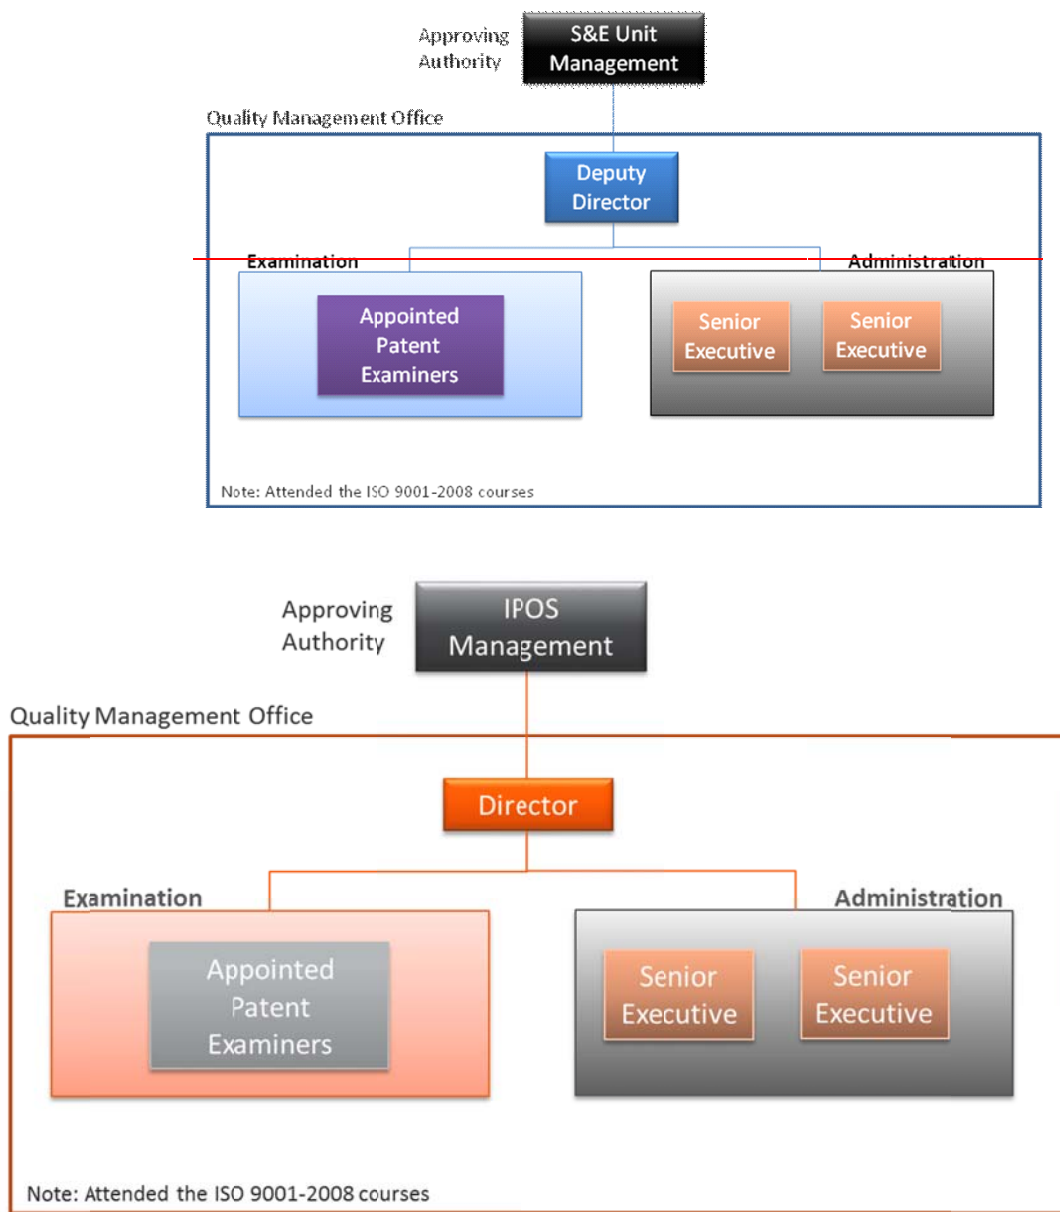 Approving
Authority
S&E Unit
Management
Quality Management Office
Deputy
Director
Examination
Administration
Appointed
Patent
Examiners
Senior
Executive
Senior
Executive
Note: Attended the ISO 9001-2008 courses
Approving
Authority
IPOS
Management
Quality Management Office
Director
Examination
Administration
Appointed
Patent
Examiners
Senior
Executive
Senior
Executive
Note: Attended the ISO 9001-2008 courses